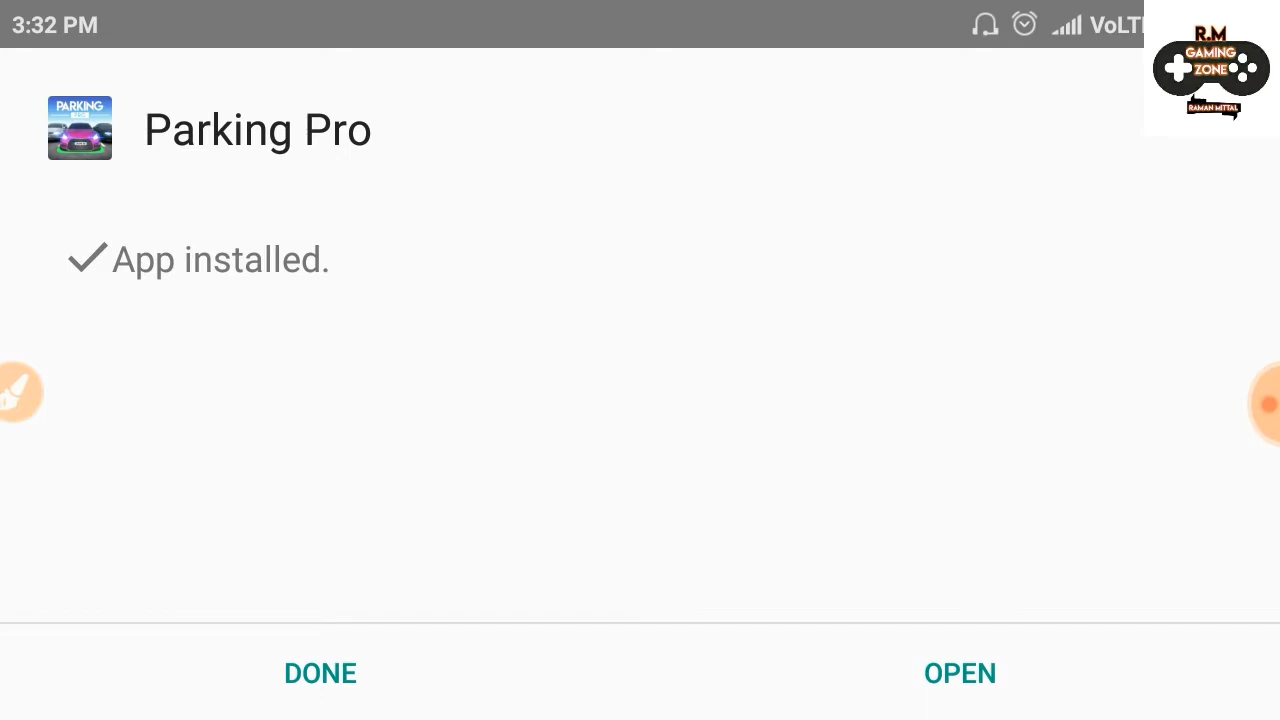 3:32 PM
VoLT
R.M
GAMING
ZONE
RAMAN MITTAL
PARKING
Parking Pro
App installed.
DONE
OPEN